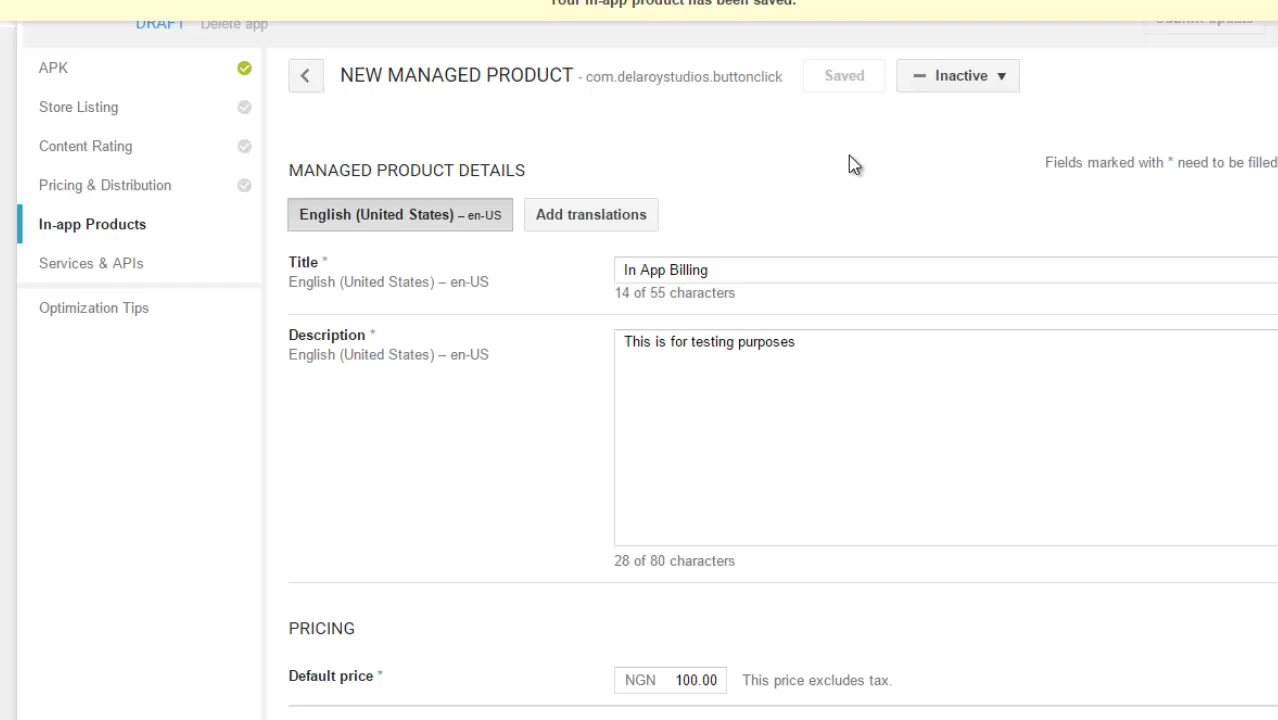 Your in-app product has been saved.
DRAFT Delete app Submit update
APK
NEW MANAGED PRODUCT - com.delaroystudios.buttonclick Saved Inactive
Store Listing
Content Rating
Fields marked with * need to be filled
MANAGED PRODUCT DETAILS
Pricing & Distribution
In-app Products
English (United States) – en-US Add translations
Services & APIs
Title *
In App Billing
English (United States) – en-US
14 of 55 characters
Optimization Tips
Description *
This is for testing purposes
English (United States) – en-US
28 of 80 characters
PRICING
Default price *
NGN 100.00 This price excludes tax.